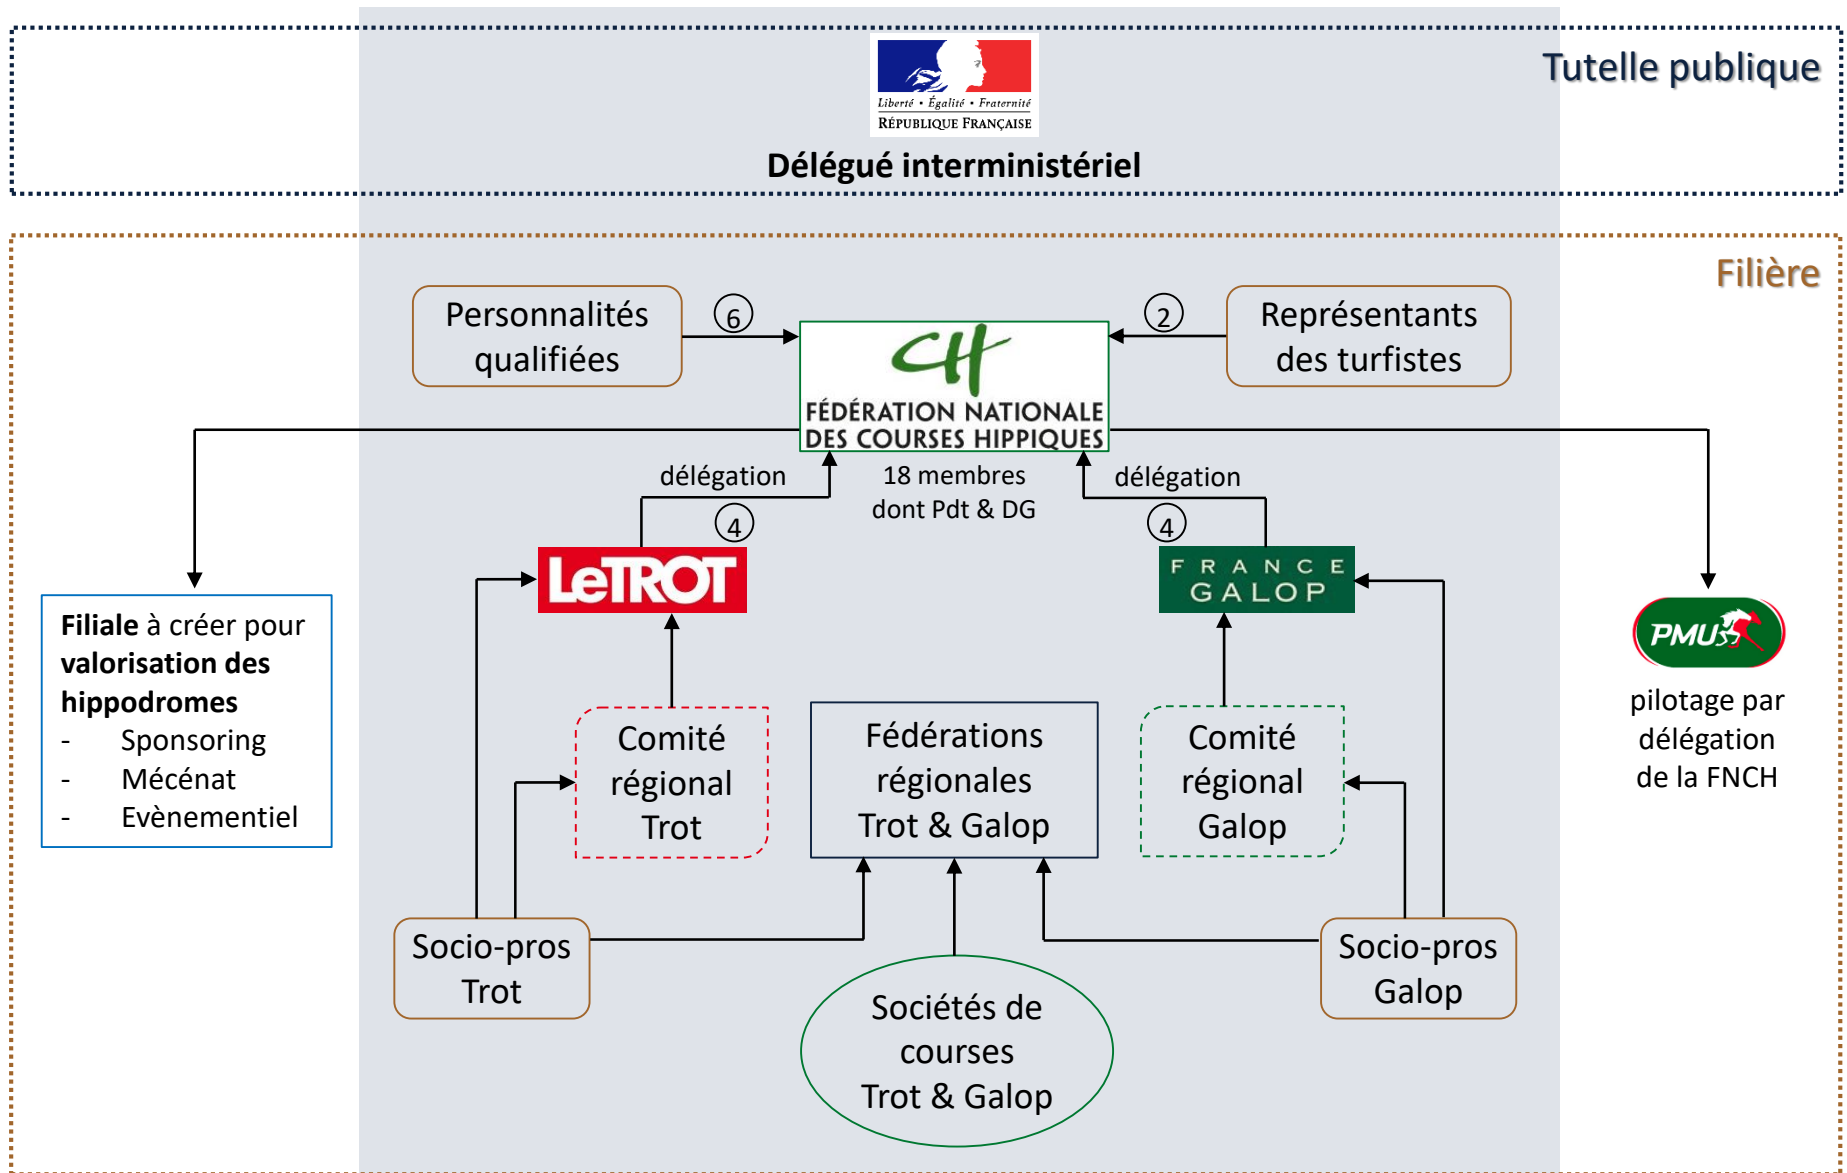 Tutelle publique
Liberté • Égalité • Fraternité
RÉPUBLIQUE FRANÇAISE
Délégué interministériel
Filière
Personnalités
qualifiées
6
2
Représentants
des turfistes
CH
FÉDÉRATION NATIONALE
DES COURSES HIPPIQUES
délégation
18 membres
dont Pdt & DG
délégation
4
4
LeTROT
FRANCE
GALOP
Filiale à créer pour
valorisation des
hippodromes
- Sponsoring
- Mécénat
- Evènementiel
PMU
pilotage par
délégation
de la FNCH
Comité
régional
Trot
Fédérations
régionales
Trot & Galop
Comité
régional
Galop
Socio-pros
Trot
Sociétés de
courses
Trot & Galop
Socio-pros
Galop